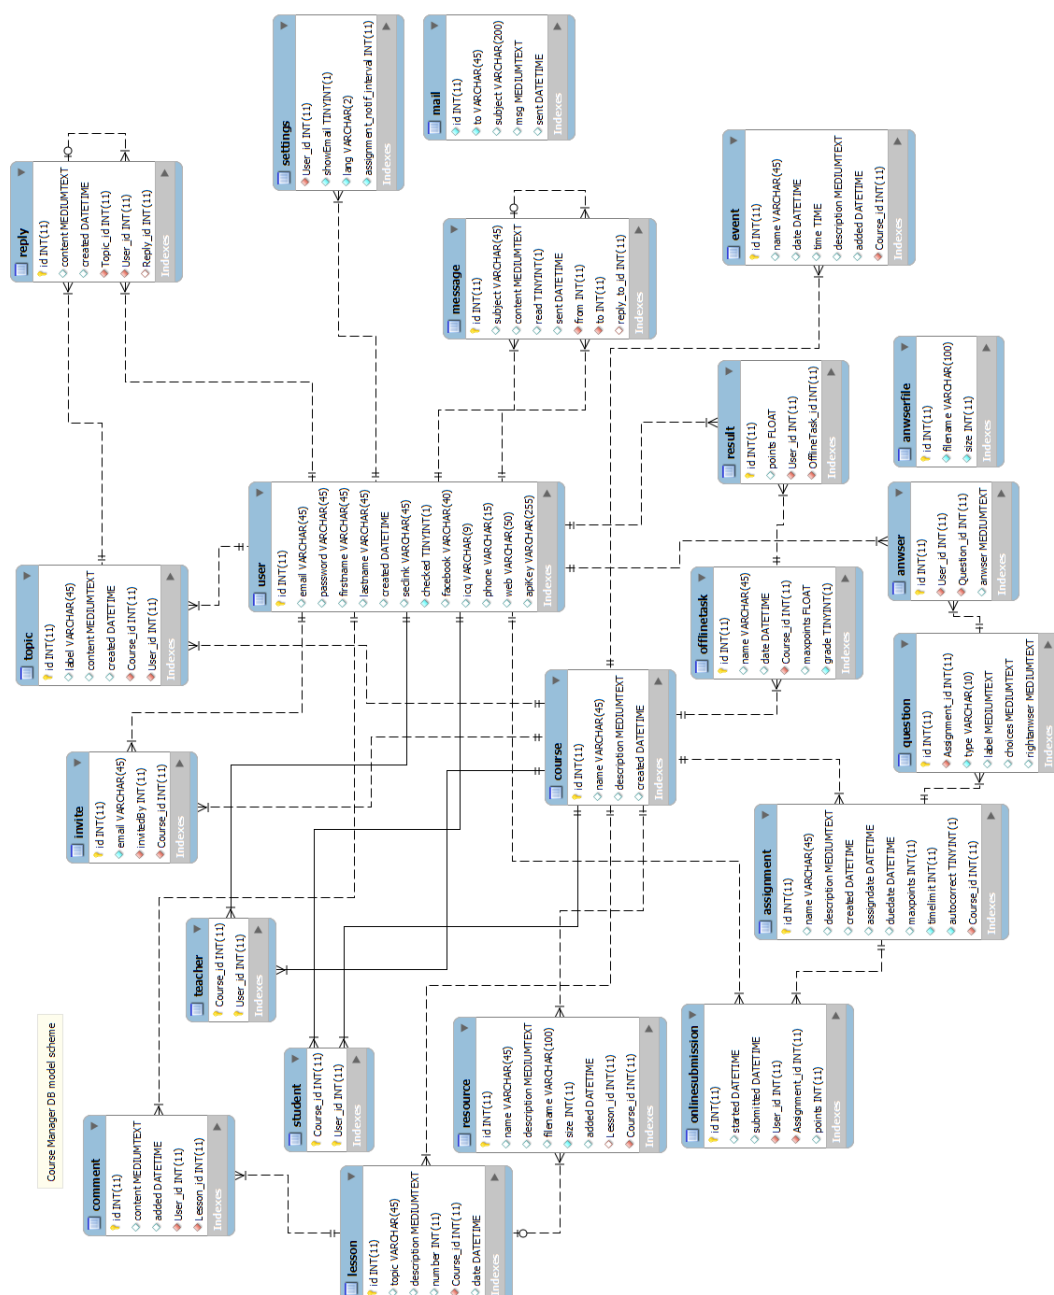 Course Manager DB model scheme
comment
id INT(11)
content MEDIUMTEXT
added DATETIME
User_id INT(11)
Lesson_id INT(11)
Indexes
lesson
id INT(11)
topic VARCHAR(45)
description MEDIUMTEXT
number INT(11)
Course_id INT(11)
date DATETIME
Indexes
teacher
Course_id INT(11)
User_id INT(11)
Indexes
student
Course_id INT(11)
User_id INT(11)
Indexes
resource
id INT(11)
name VARCHAR(45)
description MEDIUMTEXT
filename VARCHAR(100)
size INT(11)
added DATETIME
Lesson_id INT(11)
Course_id INT(11)
Indexes
onlinesubmission
id INT(11)
started DATETIME
submitted DATETIME
User_id INT(11)
Assignment_id INT(11)
points INT(11)
Indexes
invite
id INT(11)
email VARCHAR(45)
invitedBy INT(11)
Course_id INT(11)
Indexes
course
id INT(11)
name VARCHAR(45)
description MEDIUMTEXT
created DATETIME
Indexes
assignment
id INT(11)
name VARCHAR(45)
description MEDIUMTEXT
created DATETIME
assigndate DATETIME
duedate DATETIME
maxpoints INT(11)
timelimit INT(11)
autocorrect TINYINT(1)
Course_id INT(11)
Indexes
topic
id INT(11)
label VARCHAR(45)
content MEDIUMTEXT
created DATETIME
Course_id INT(11)
User_id INT(11)
Indexes
user
id INT(11)
email VARCHAR(45)
password VARCHAR(45)
firstname VARCHAR(45)
lastname VARCHAR(45)
created DATETIME
seclink VARCHAR(45)
checked TINYINT(1)
facebook VARCHAR(40)
icq VARCHAR(9)
phone VARCHAR(15)
web VARCHAR(50)
apiKey VARCHAR(255)
Indexes
offlinetask
id INT(11)
name VARCHAR(45)
date DATETIME
Course_id INT(11)
maxpoints FLOAT
grade TINYINT(1)
Indexes
question
id INT(11)
Assignment_id INT(11)
type VARCHAR(10)
label MEDIUMTEXT
choices MEDIUMTEXT
rightanwser MEDIUMTEXT
Indexes
anwser
id INT(11)
User_id INT(11)
Question_id INT(11)
anwser MEDIUMTEXT
Indexes
result
id INT(11)
points FLOAT
User_id INT(11)
OfflineTask_id INT(11)
Indexes
anwserfile
id INT(11)
filename VARCHAR(100)
size INT(11)
Indexes
reply
id INT(11)
content MEDIUMTEXT
created DATETIME
Topic_id INT(11)
User_id INT(11)
Reply_id INT(11)
Indexes
settings
User_id INT(11)
showEmail TINYINT(1)
lang VARCHAR(2)
assignment_notif_interval INT(11)
Indexes
message
id INT(11)
subject VARCHAR(45)
content MEDIUMTEXT
read TINYINT(1)
sent DATETIME
from INT(11)
to INT(11)
reply_to_id INT(11)
Indexes
mail
id INT(11)
to VARCHAR(45)
subject VARCHAR(200)
msg MEDIUMTEXT
sent DATETIME
Indexes
event
id INT(11)
name VARCHAR(45)
date DATETIME
time TIME
description MEDIUMTEXT
added DATETIME
Course_id INT(11)
Indexes